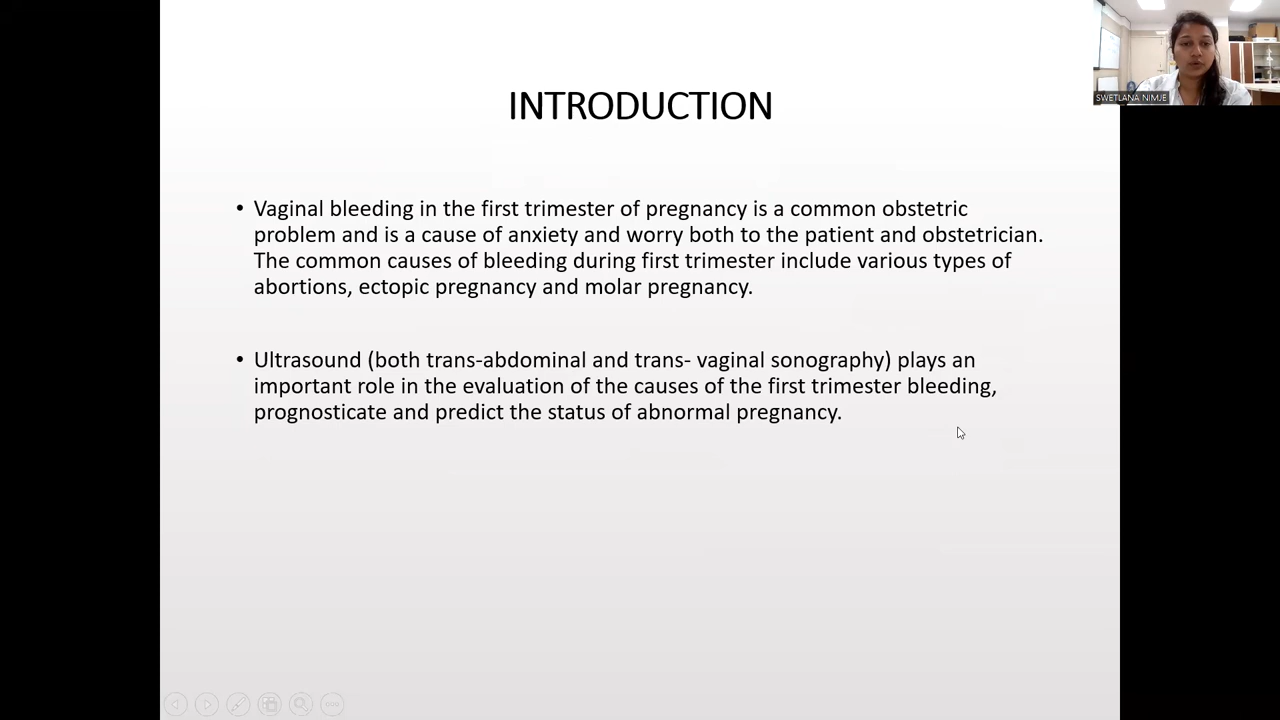 SWETLANA NIMJE
INTRODUCTION
• Vaginal bleeding in the first trimester of pregnancy is a common obstetric
problem and is a cause of anxiety and worry both to the patient and obstetrician.
The common causes of bleeding during first trimester include various types of
abortions, ectopic pregnancy and molar pregnancy.
• Ultrasound (both trans-abdominal and trans- vaginal sonography) plays an
important role in the evaluation of the causes of the first trimester bleeding,
prognosticate and predict the status of abnormal pregnancy.